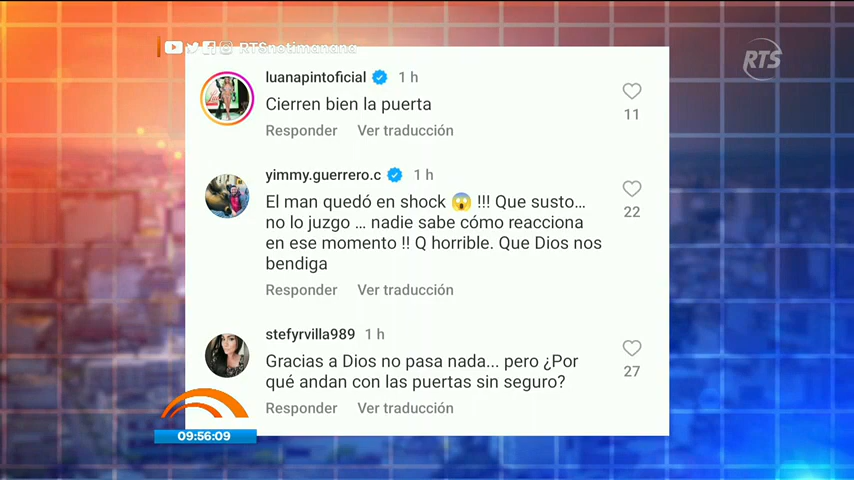 RTSnotimanana
RTS
luanapintoficial 1 h
Cierren bien la puerta
11
Responder Ver traducción
yimmy.guerrero.c 1 h
El man quedó en shock 😱 !!! Que susto...
no lo juzgo ... nadie sabe cómo reacciona
en ese momento !! Q horrible. Que Dios nos
bendiga
22
Responder Ver traducción
stefyrvilla989 1 h
Gracias a Dios no pasa nada... pero ¿Por
qué andan con las puertas sin seguro?
27
Responder Ver traducción
09:56:09